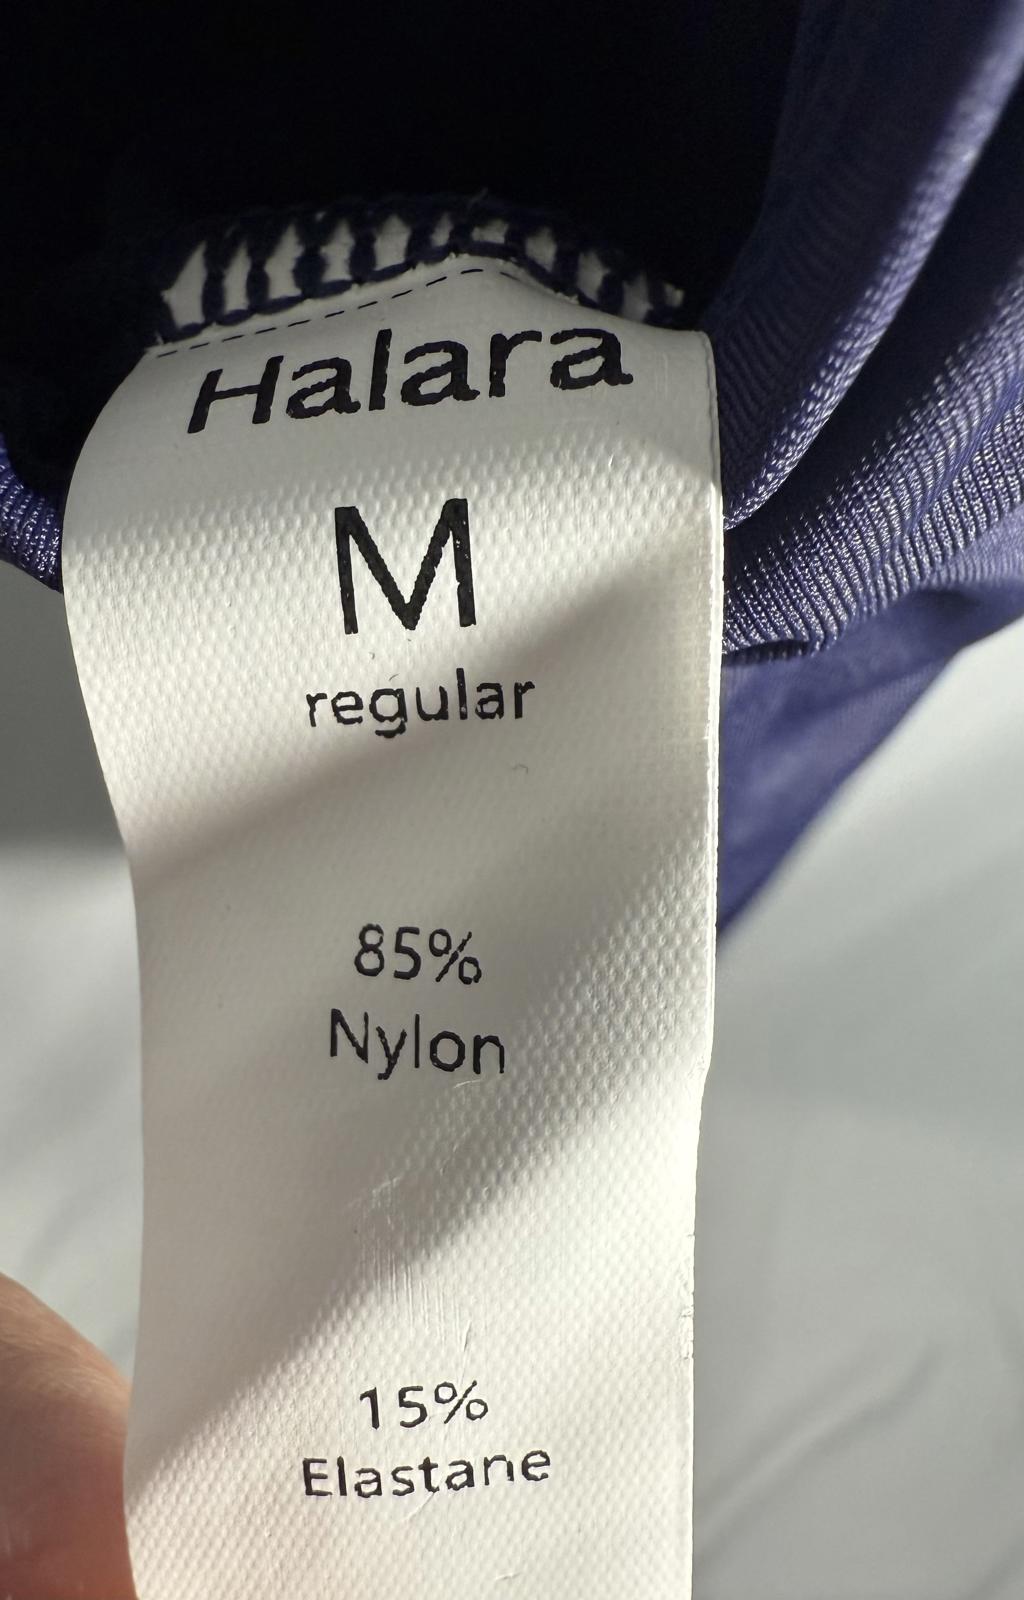 Halara
M
regular
85%
Nylon
15%
Elastane